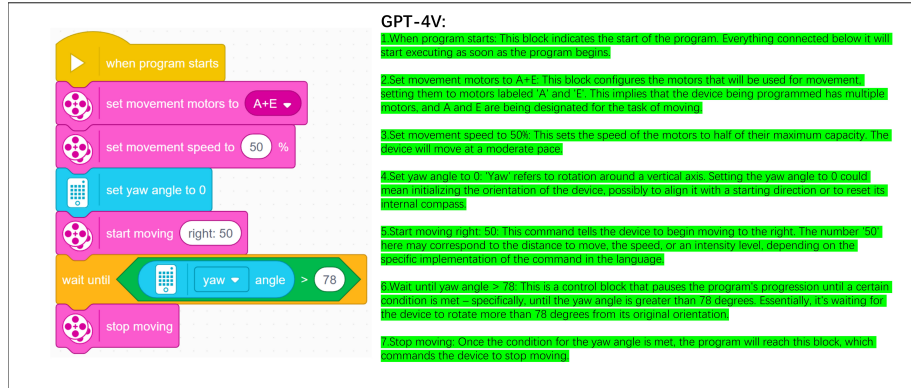 when program starts
set movement motors to A+E
set movement speed to 50 %
set yaw angle to 0
start moving right: 50
wait until yaw angle > 78
stop moving
GPT-4V:
1.When program starts: This block indicates the start of the program. Everything connected below it will
start executing as soon as the program begins.
2.Set movement motors to A+E: This block configures the motors that will be used for movement,
setting them to motors labeled 'A' and 'E'. This implies that the device being programmed has multiple
motors, and A and E are being designated for the task of moving.
3.Set movement speed to 50%: This sets the speed of the motors to half of their maximum capacity. The
device will move at a moderate pace.
4.Set yaw angle to 0: 'Yaw' refers to rotation around a vertical axis. Setting the yaw angle to 0 could
mean initializing the orientation of the device, possibly to align it with a starting direction or to reset its
internal compass.
5.Start moving right: 50: This command tells the device to begin moving to the right. The number '50'
here may correspond to the distance to move, the speed, or an intensity level, depending on the
specific implementation of the command in the language.
6.Wait until yaw angle > 78: This is a control block that pauses the program's progression until a certain
condition is met – specifically, until the yaw angle is greater than 78 degrees. Essentially, it's waiting for
the device to rotate more than 78 degrees from its original orientation.
7.Stop moving: Once the condition for the yaw angle is met, the program will reach this block, which
commands the device to stop moving.